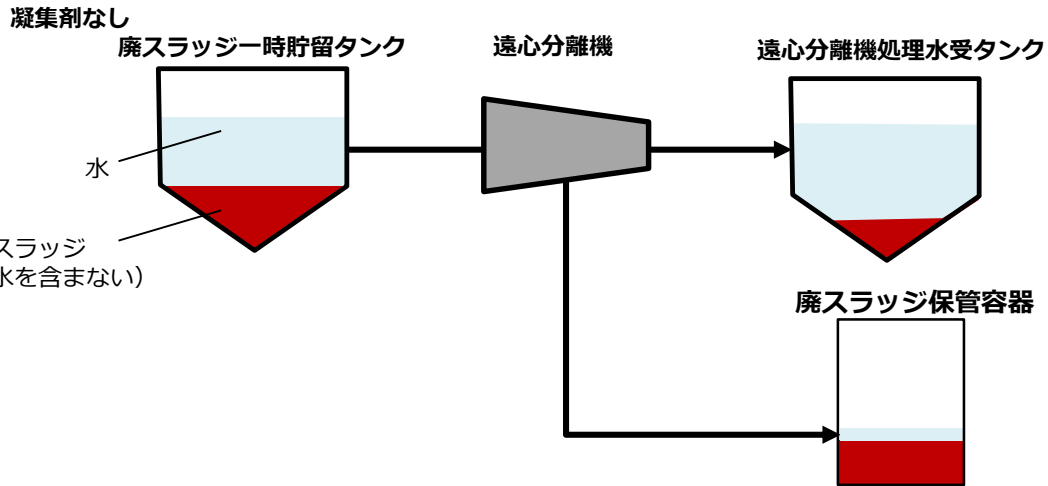 凝集剤なし
廃スラッジ一時貯留タンク
遠心分離機
遠心分離機処理水受タンク
水
スラッジ
水を含まない）
廃スラッジ保管容器